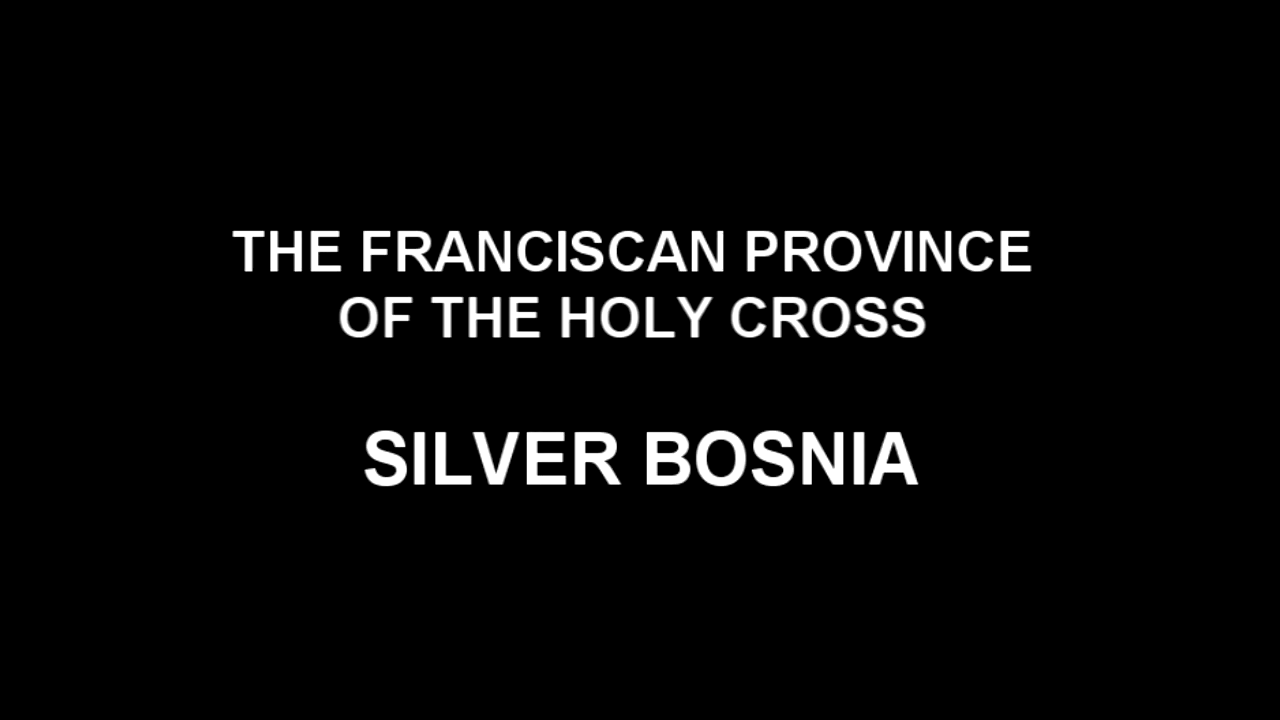 THE FRANCISCAN PROVINCE
OF THE HOLY CROSS
SILVER BOSNIA